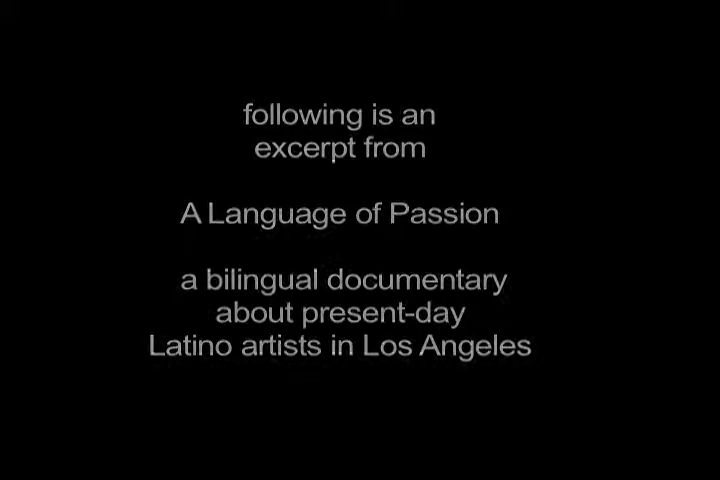 following is an
excerpt from
A Language of Passion
a bilingual documentary
about present-day
Latino artists in Los Angeles